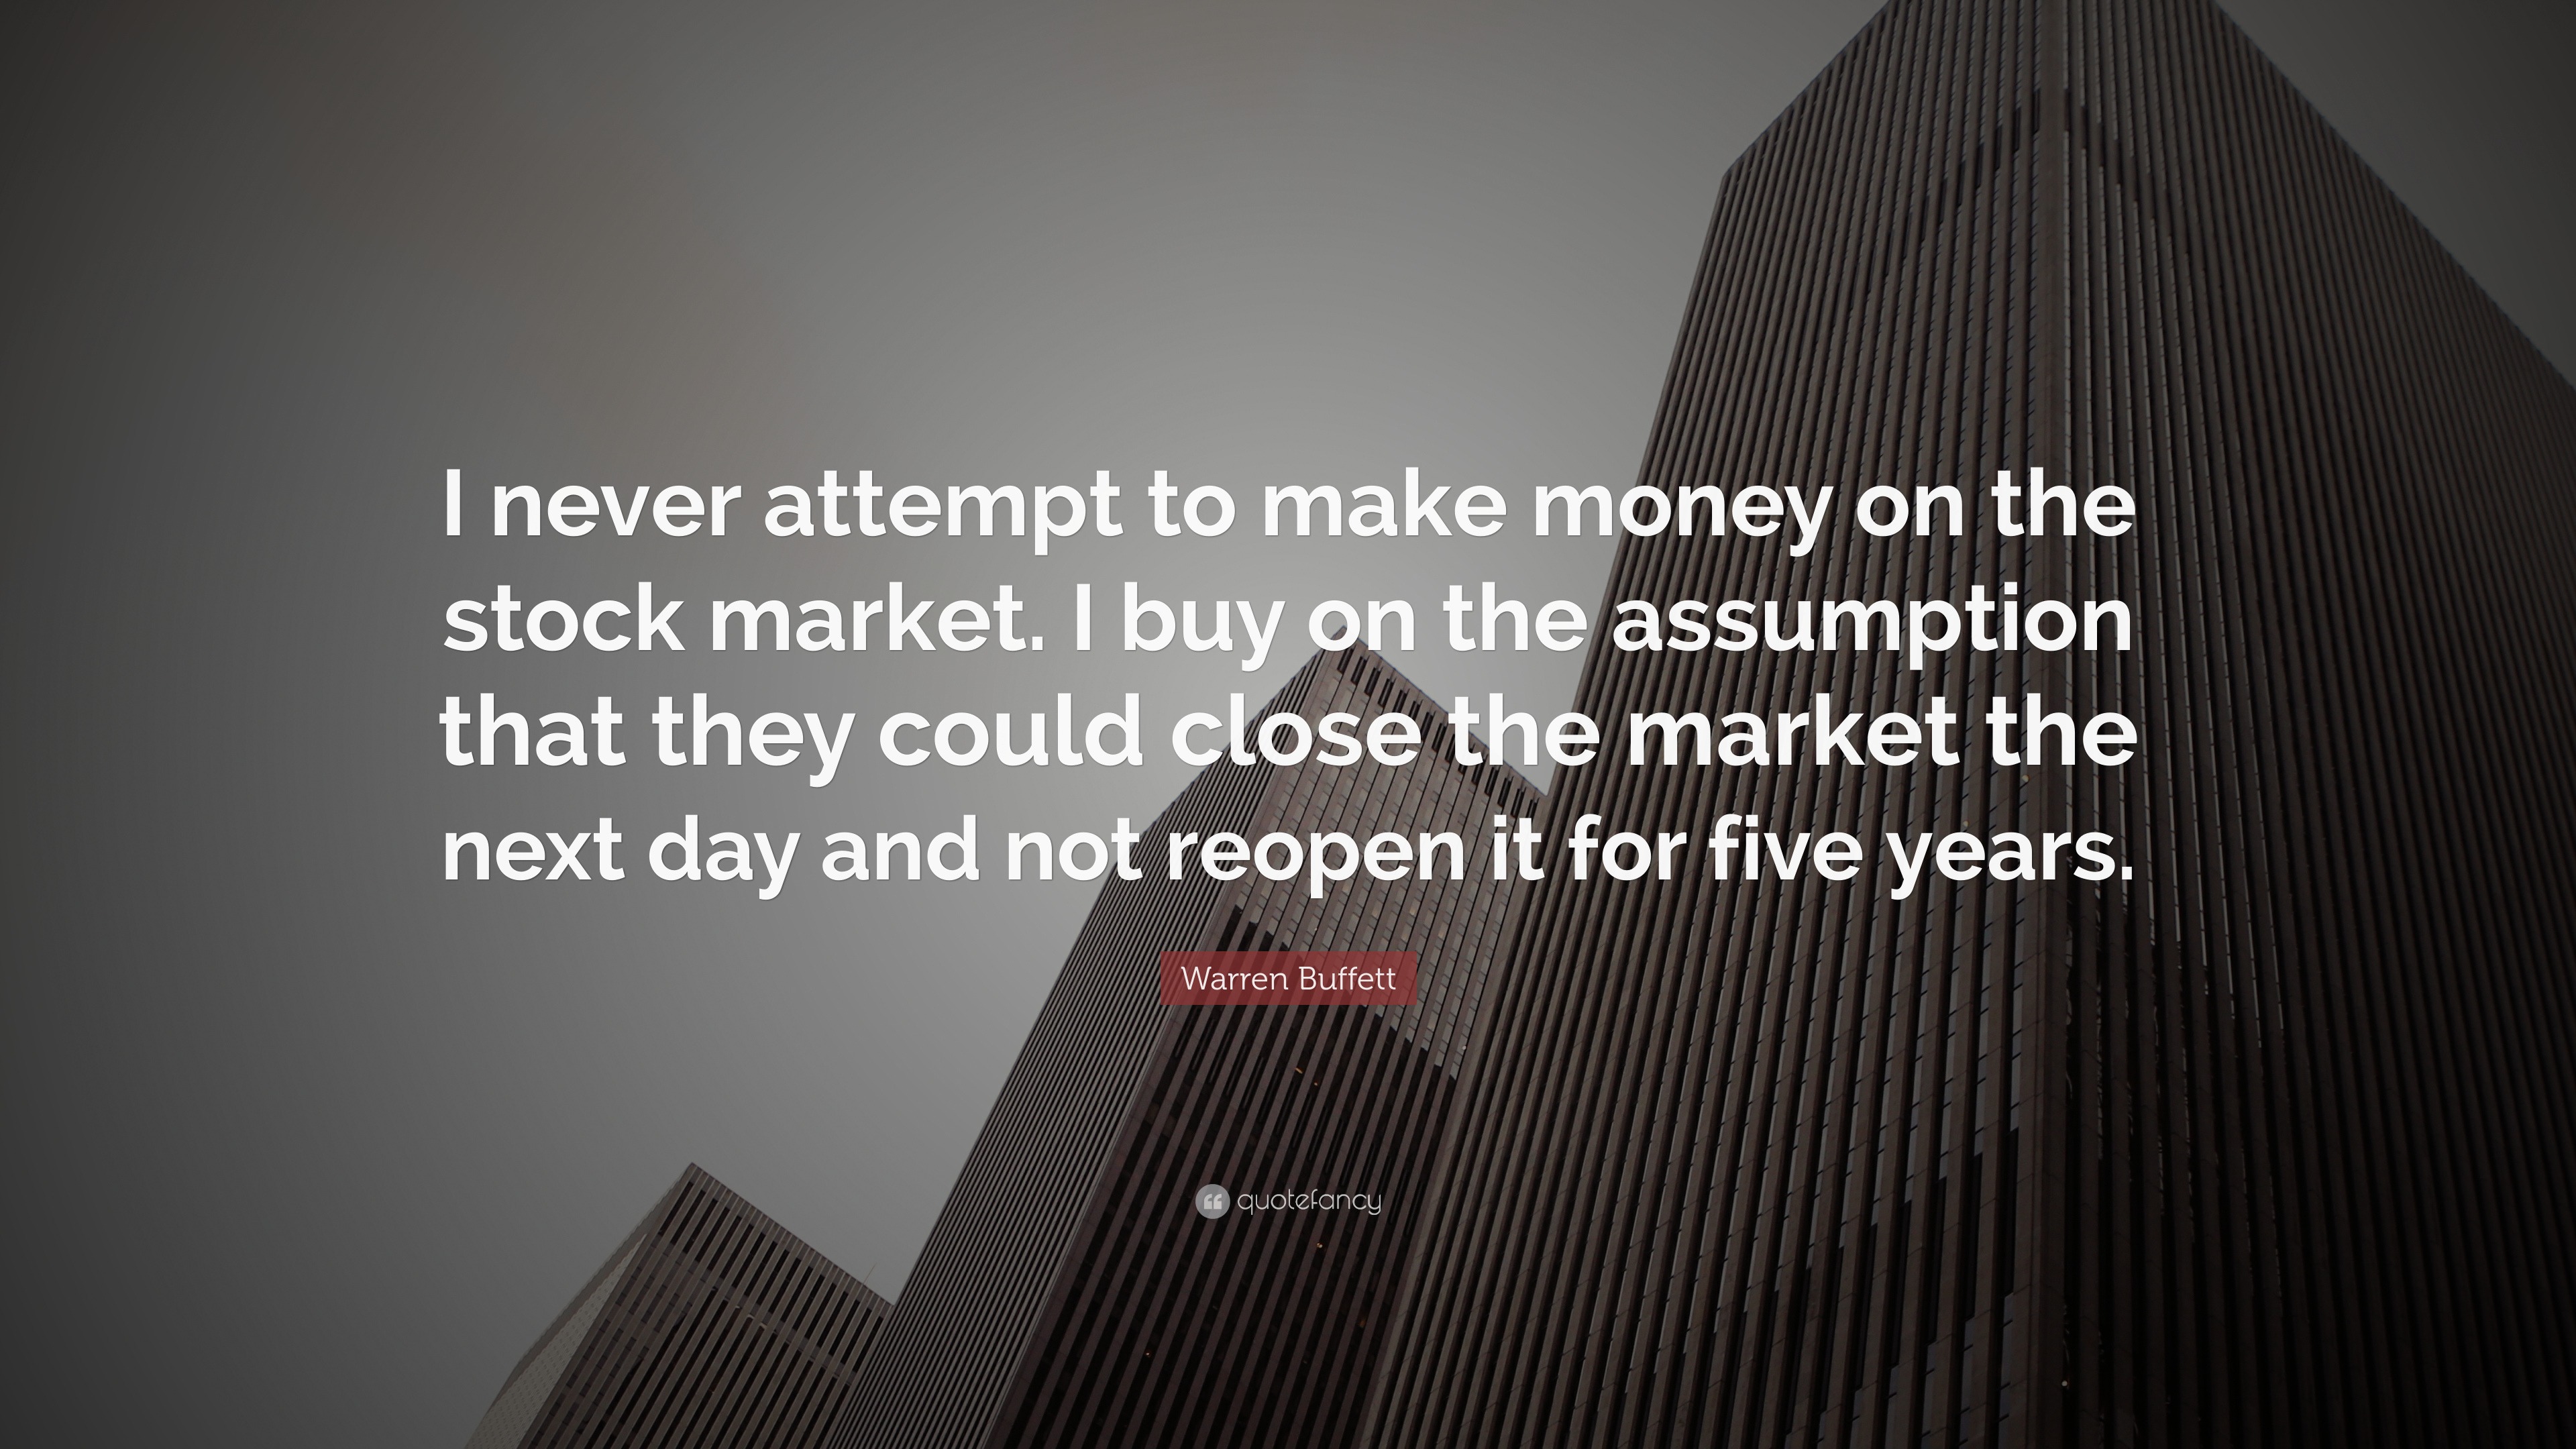 I never attempt to make money on the
stock market. I buy on the assumption
that they could close the market the
next day and not reopen it for five years.
Warren Buffett
quotefancy